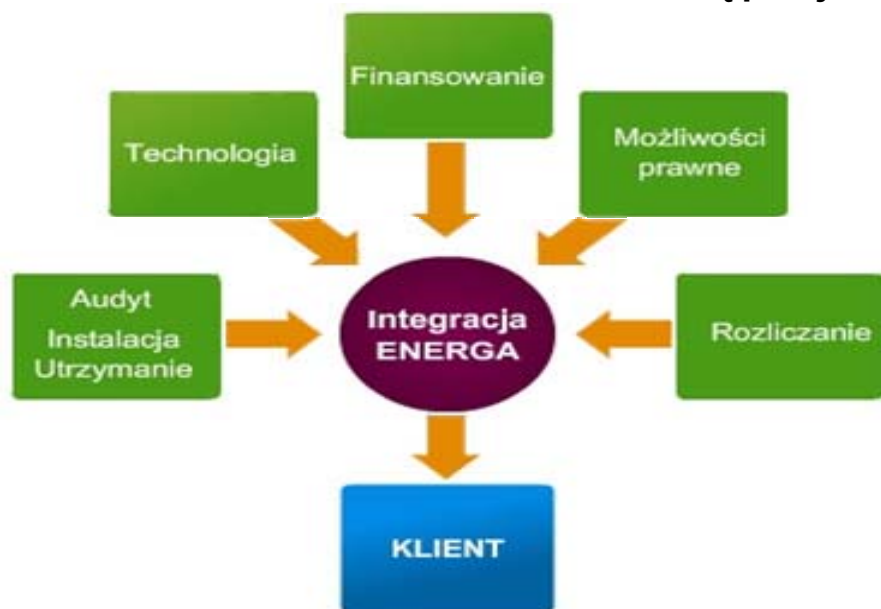 Finansowanie
Technologia
Możliwości
prawne
Audyt
Instalacja
Utrzymanie
Integracja
ENERGA
Rozliczanie
KLIENT